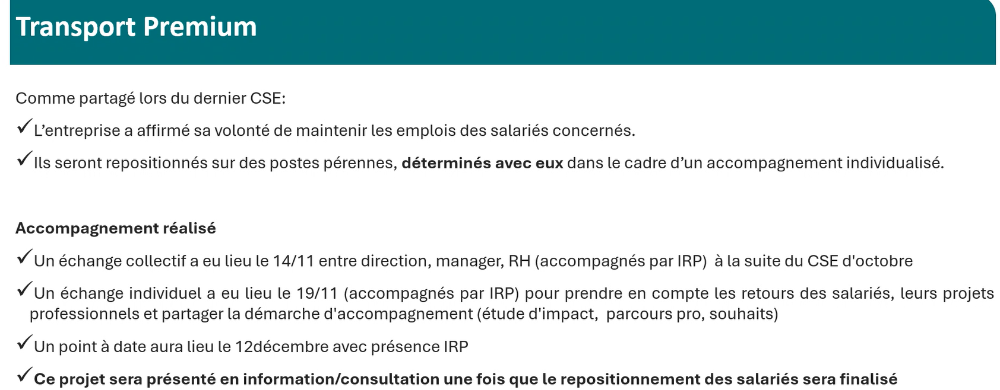 Transport Premium
Comme partagé lors du dernier CSE:
✓L’entreprise a affirmé sa volonté de maintenir les emplois des salariés concernés.
✓Ils seront repositionnés sur des postes pérennes, déterminés avec eux dans le cadre d’un accompagnement individualisé.
Accompagnement réalisé
✓Un échange collectif a eu lieu le 14/11 entre direction, manager, RH (accompagnés par IRP)  à la suite du CSE d'octobre
✓Un échange individuel a eu lieu le 19/11 (accompagnés par IRP) pour prendre en compte les retours des salariés, leurs projets
professionnels et partager la démarche d'accompagnement (étude d'impact,  parcours pro, souhaits)
✓Un point à date aura lieu le 12décembre avec présence IRP
✓Ce projet sera présenté en information/consultation une fois que le repositionnement des salariés sera finalisé